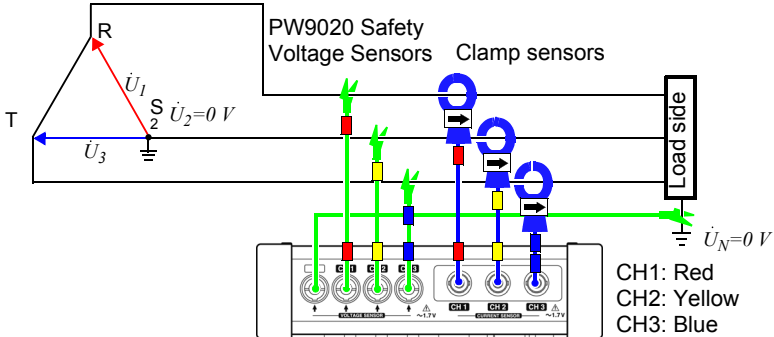 R
PW9020 Safety
Voltage Sensors
Clamp sensors
U̇1
T
S
2
U̇2=0 V
U̇3
Load side
U̇N=0 V
CH 1
CH 2
CH 3
VOLTAGE SENSOR
~1.7 V
CH 1
CH 2
CH 3
CURRENT SENSOR
~1.7 V
CH1: Red
CH2: Yellow
CH3: Blue